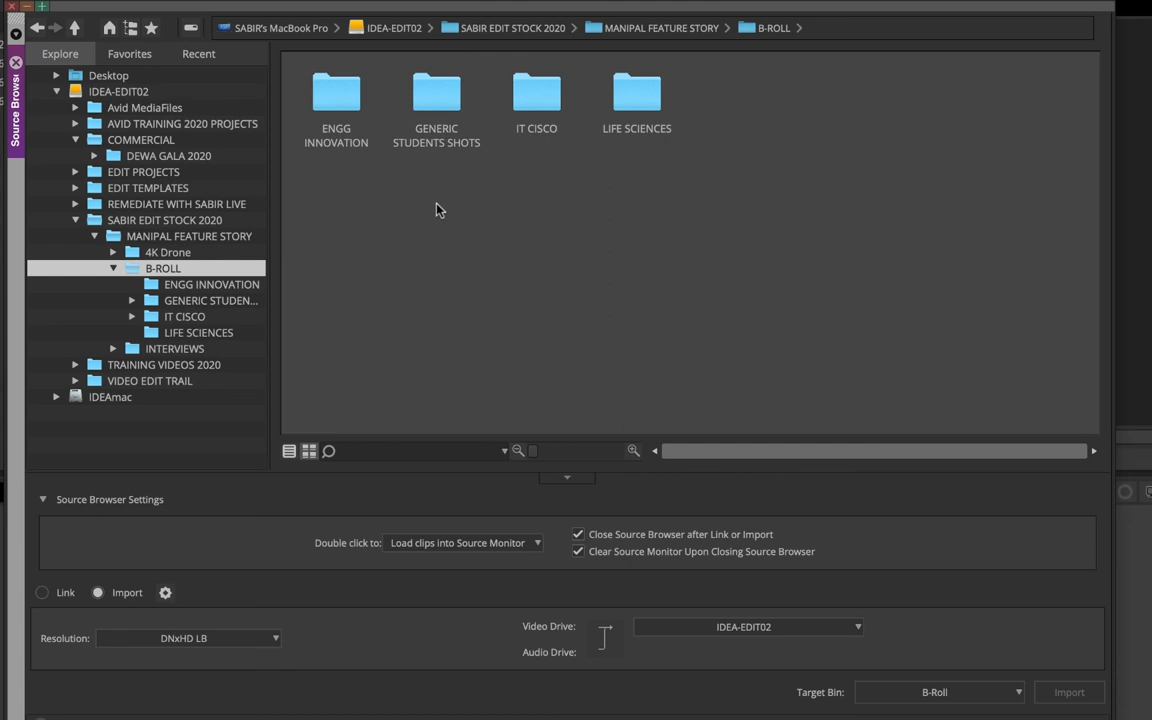 SABIR's MacBook Pro
IDEA-EDIT02
SABIR EDIT STOCK 2020
MANIPAL FEATURE STORY
B-ROLL
Explore
Favorites
Recent
Source Brows
Desktop
IDEA-EDIT02
Avid MediaFiles
AVID TRAINING 2020 PROJECTS
COMMERCIAL
DEWA GALA 2020
EDIT PROJECTS
EDIT TEMPLATES
REMEDIATE WITH SABIR LIVE
SABIR EDIT STOCK 2020
MANIPAL FEATURE STORY
4K Drone
B-ROLL
ENGG INNOVATION
GENERIC STUDEN...
IT CISCO
LIFE SCIENCES
INTERVIEWS
TRAINING VIDEOS 2020
VIDEO EDIT TRAIL
IDEAmac
ENGG
INNOVATION
GENERIC
STUDENTS SHOTS
IT CISCO
LIFE SCIENCES
Source Browser Settings
Double click to:
Load clips into Source Monitor
Close Source Browser after Link or Import
Clear Source Monitor Upon Closing Source Browser
Link
Import
Resolution:
DNxHD LB
Video Drive:
IDEA-EDIT02
Audio Drive:
Target Bin:
B-Roll
Import